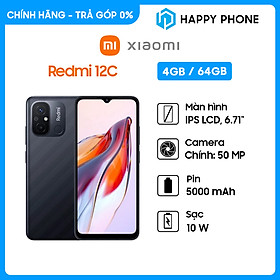 CHÍNH HÃNG - TRẢ GÓP 0%
HAPPY PHONE
xiaomi
Redmi 12C
4GB / 64GB
Màn hình
IPS LCD, 6.71"
Camera
Chính: 50 MP
Pin
5000 mAh
Sạc
10 W
Redmi